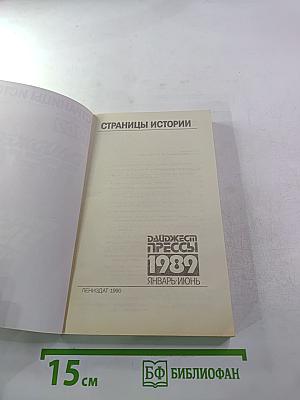 СТРАНИЦЫ ИСТОРИИ
ДАЙДЖЕСТ
ПРЕССЫ
1989
ЯНВАРЬ-ИЮНЬ
ЛЕНИЗДАТ·1990
15 см
БФ БИБЛИОФАН